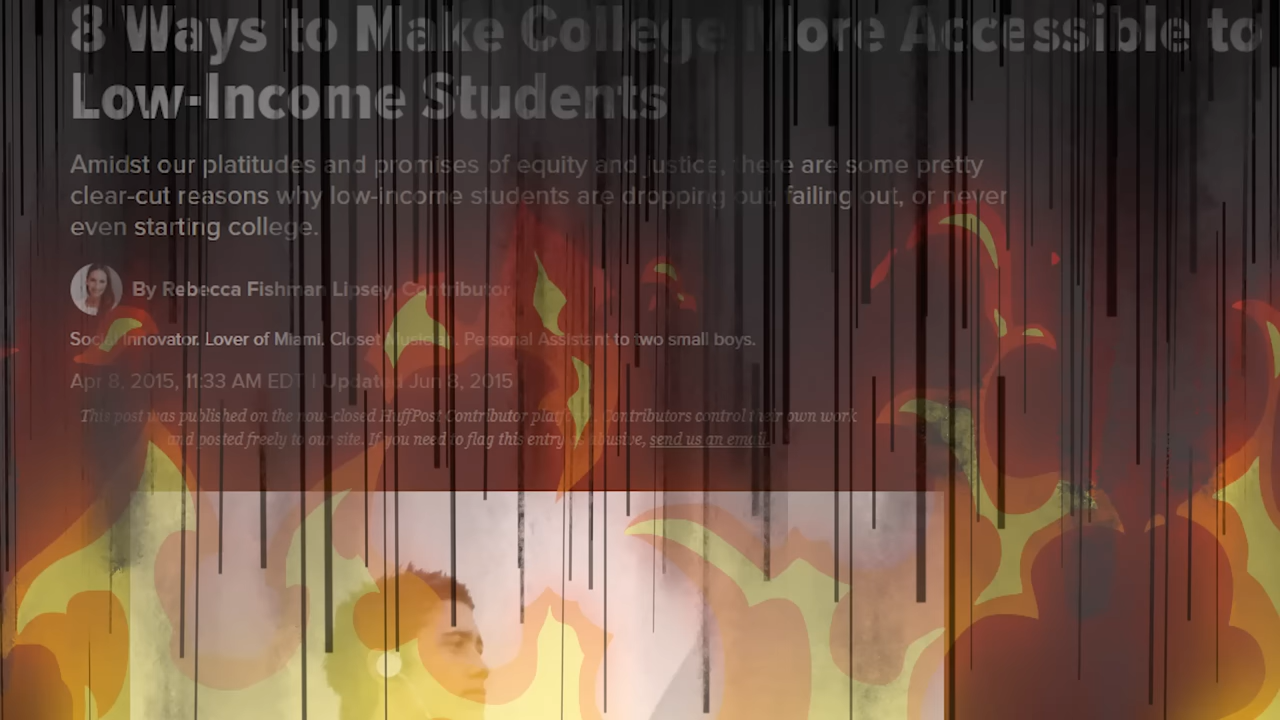 8 Ways to Make College More Accessible to
Low-Income Students
Amidst our platitudes and promises of equity and justice, there are some pretty
clear-cut reasons why low-income students are dropping out, failing out, or never
even starting college.
By Rebecca Fishman Lipsey, Contributor
Social Innovator. Lover of Miami. Closet Musician. Personal Assistant to two small boys.
Apr 8, 2015, 11:33 AM EDT | Updated Jun 8, 2015
This post was published on the now-closed HuffPost Contributor platform. Contributors control their own work
and posted freely to our site. If you need to flag this entry as abusive, send us an email.